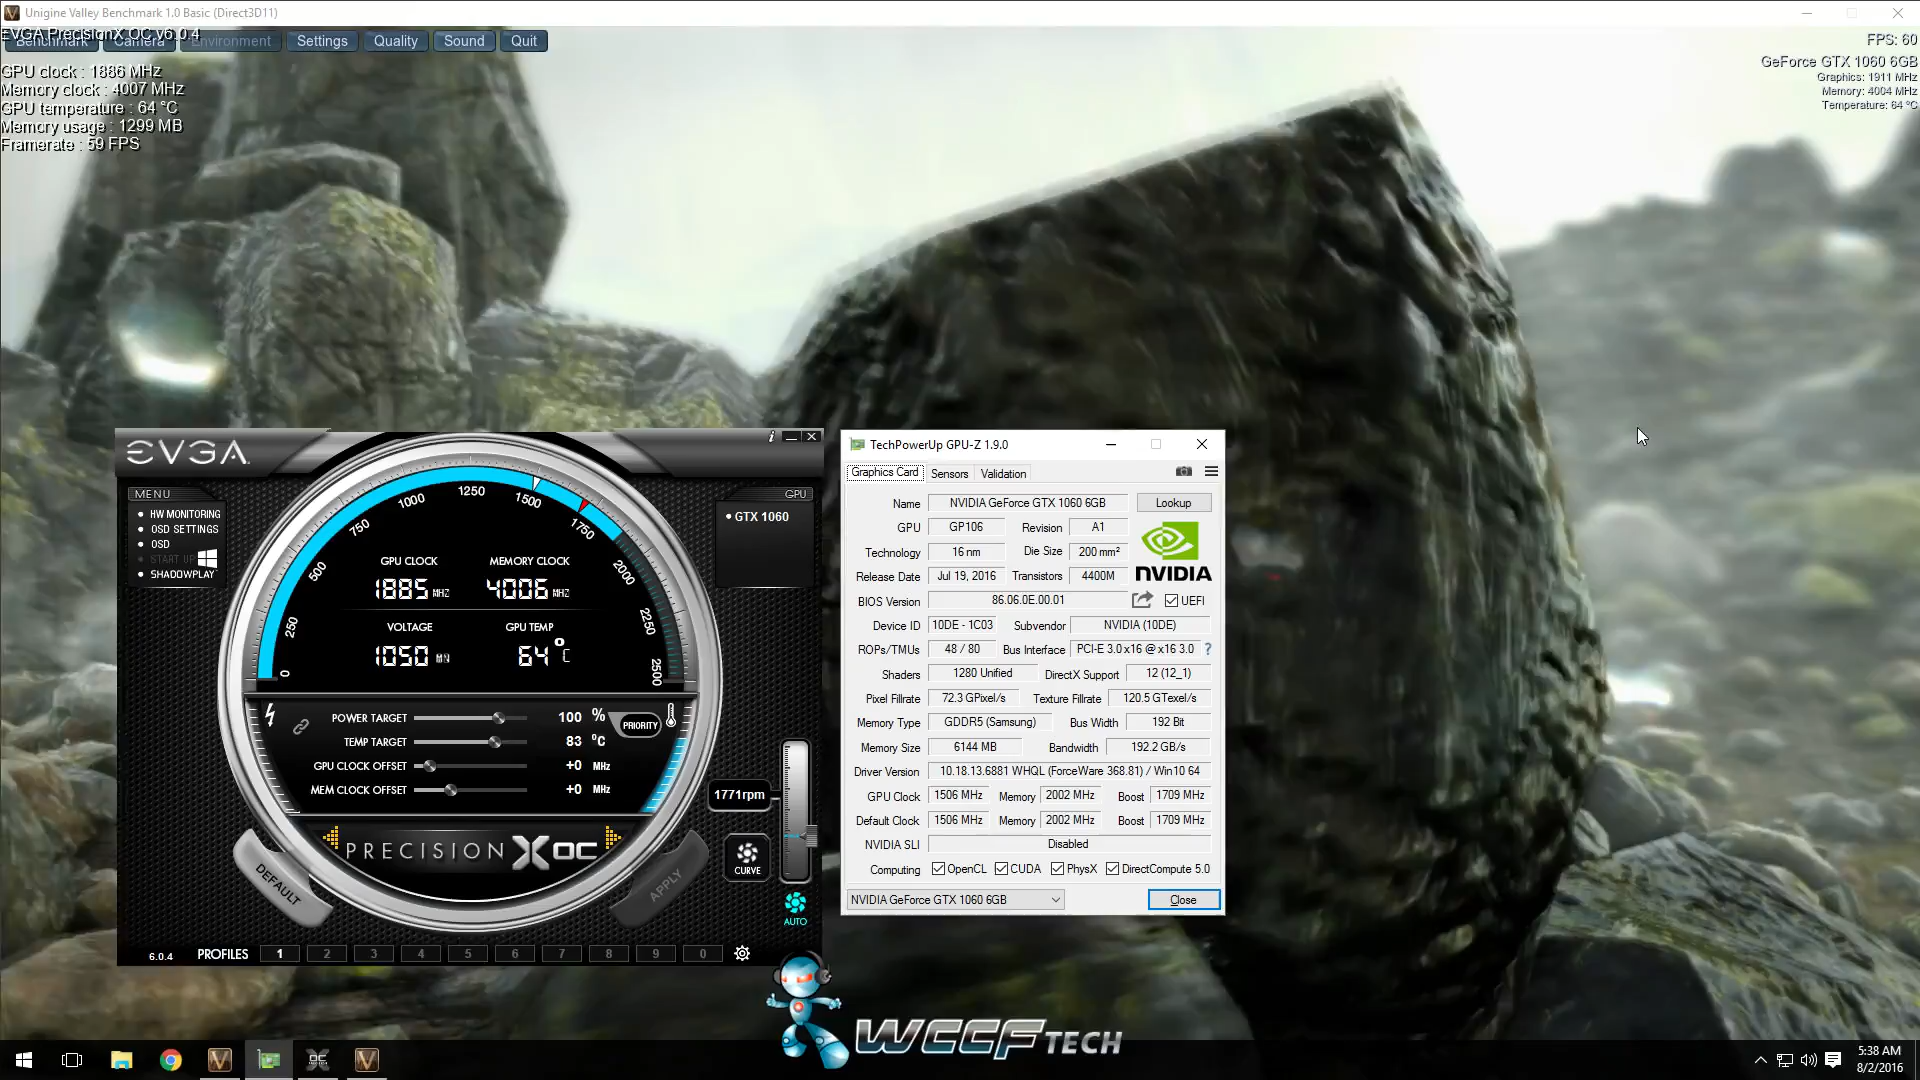 Unigine Valley Benchmark 1.0 Basic (Direct3D11)
EVGA PrecisionX OC v6.0.4
Benchmark Camera Environment Settings Quality Sound Quit
GPU clock : 1886 MHz
Memory clock : 4007 MHz
GPU temperature : 64 °C
Memory usage : 1299 MB
Framerate : 59 FPS
FPS: 60
GeForce GTX 1060 6GB
Graphics: 1911 MHz
Memory: 4004 MHz
Temperature: 64 °C
EVGA
i
MENU
HW MONITORING
OSD SETTINGS
OSD
START UP
SHADOWPLAY
GPU
GTX 1060
0 250 500 750 1000 1250 1500 1750 2000 2250 2500
GPU CLOCK MEMORY CLOCK
1885 MHZ 4006 MHZ
VOLTAGE GPU TEMP
1050 64 °C
POWER TARGET 100 %
PRIORITY
TEMP TARGET 83 °C
GPU CLOCK OFFSET +0 MHz
MEM CLOCK OFFSET +0 MHz
1771rpm
PRECISION X OC
DEFAULT
APPLY
CURVE
AUTO
6.0.4 PROFILES 1 2 3 4 5 6 7 8 9 0
TechPowerUp GPU-Z 1.9.0
Graphics Card Sensors Validation
Name NVIDIA GeForce GTX 1060 6GB Lookup
GPU GP106 Revision A1
Technology 16 nm Die Size 200 mm²
Release Date Jul 19, 2016 Transistors 4400M
NVIDIA
BIOS Version 86.06.0E.00.01 UEFI
Device ID 10DE - 1C03 Subvendor NVIDIA (10DE)
ROPs/TMUs 48 / 80 Bus Interface PCI-E 3.0 x16 @ x16 3.0 ?
Shaders 1280 Unified DirectX Support 12 (12_1)
Pixel Fillrate 72.3 GPixel/s Texture Fillrate 120.5 GTexel/s
Memory Type GDDR5 (Samsung) Bus Width 192 Bit
Memory Size 6144 MB Bandwidth 192.2 GB/s
Driver Version 10.18.13.6881 WHQL (ForceWare 368.81) / Win10 64
GPU Clock 1506 MHz Memory 2002 MHz Boost 1709 MHz
Default Clock 1506 MHz Memory 2002 MHz Boost 1709 MHz
NVIDIA SLI Disabled
Computing OpenCL CUDA PhysX DirectCompute 5.0
NVIDIA GeForce GTX 1060 6GB Close
WCCF TECH
5:38 AM
8/2/2016